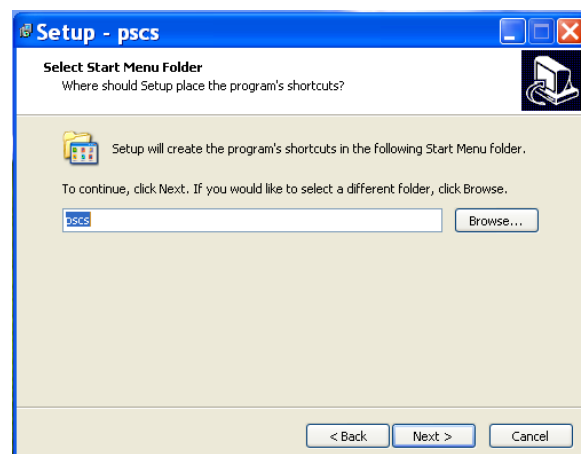 Setup - pscs
Select Start Menu Folder
Where should Setup place the program's shortcuts?
Setup will create the program's shortcuts in the following Start Menu folder.
To continue, click Next. If you would like to select a different folder, click Browse.
pscs
Browse...
< Back
Next >
Cancel